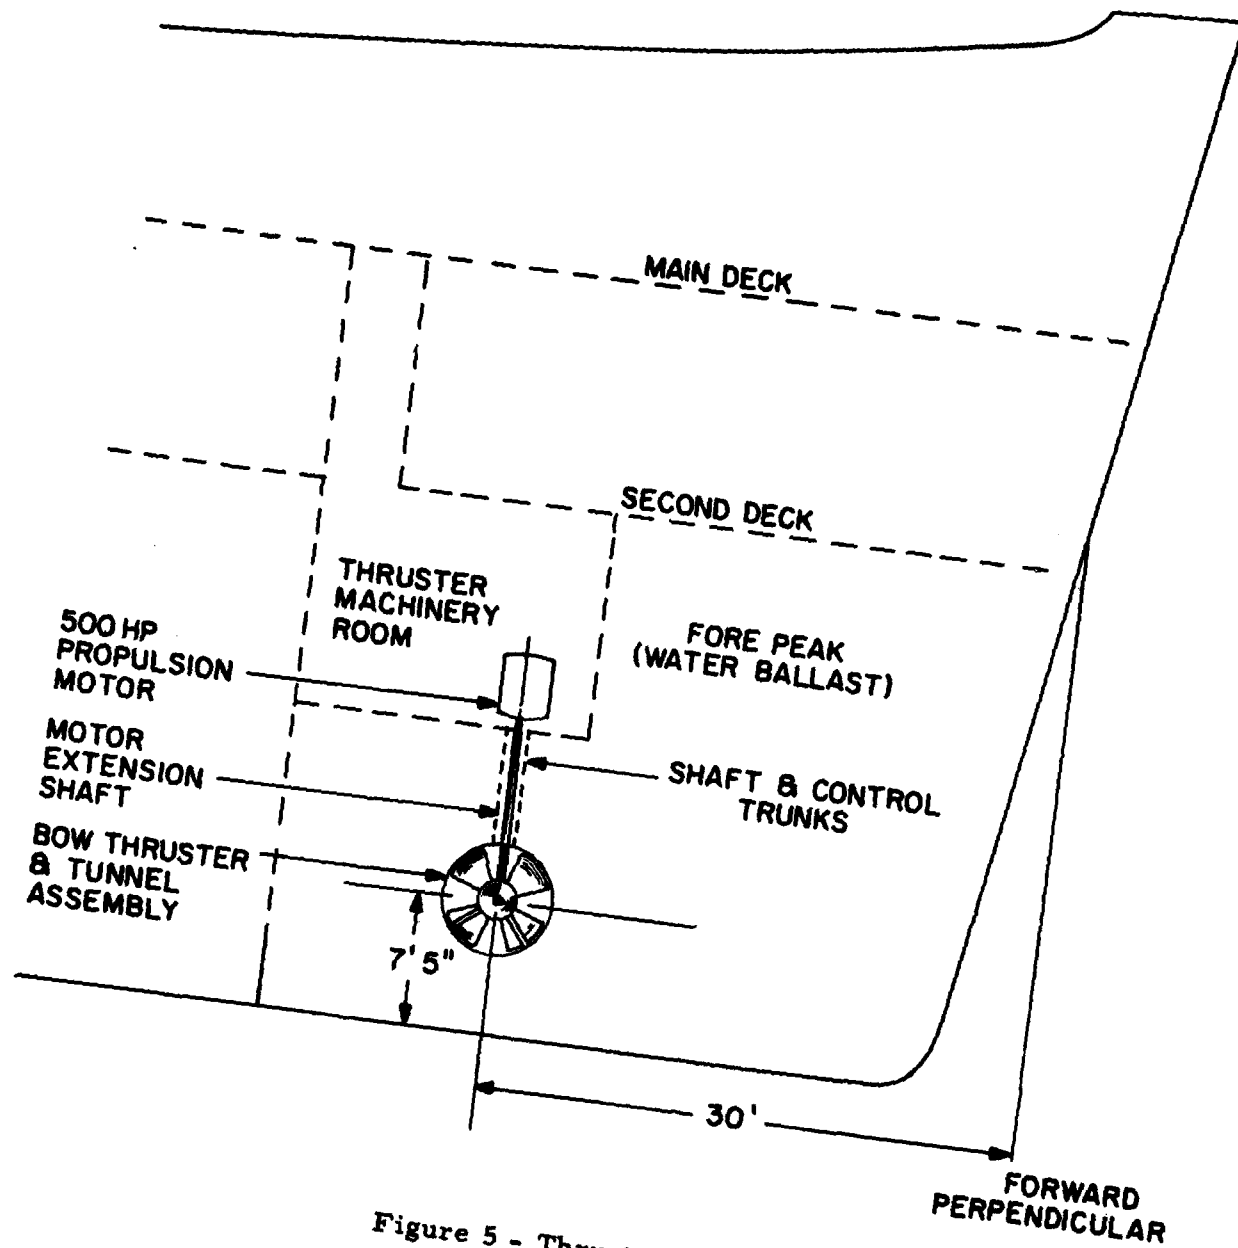 MAIN DECK
SECOND DECK
THRUSTER
MACHINERY
ROOM
500 HP
PROPULSION
MOTOR
FORE PEAK
(WATER BALLAST)
MOTOR
EXTENSION
SHAFT
SHAFT & CONTROL
TRUNKS
BOW THRUSTER
& TUNNEL
ASSEMBLY
7' 5"
30'
FORWARD
PERPENDICULAR
Figure 5 -